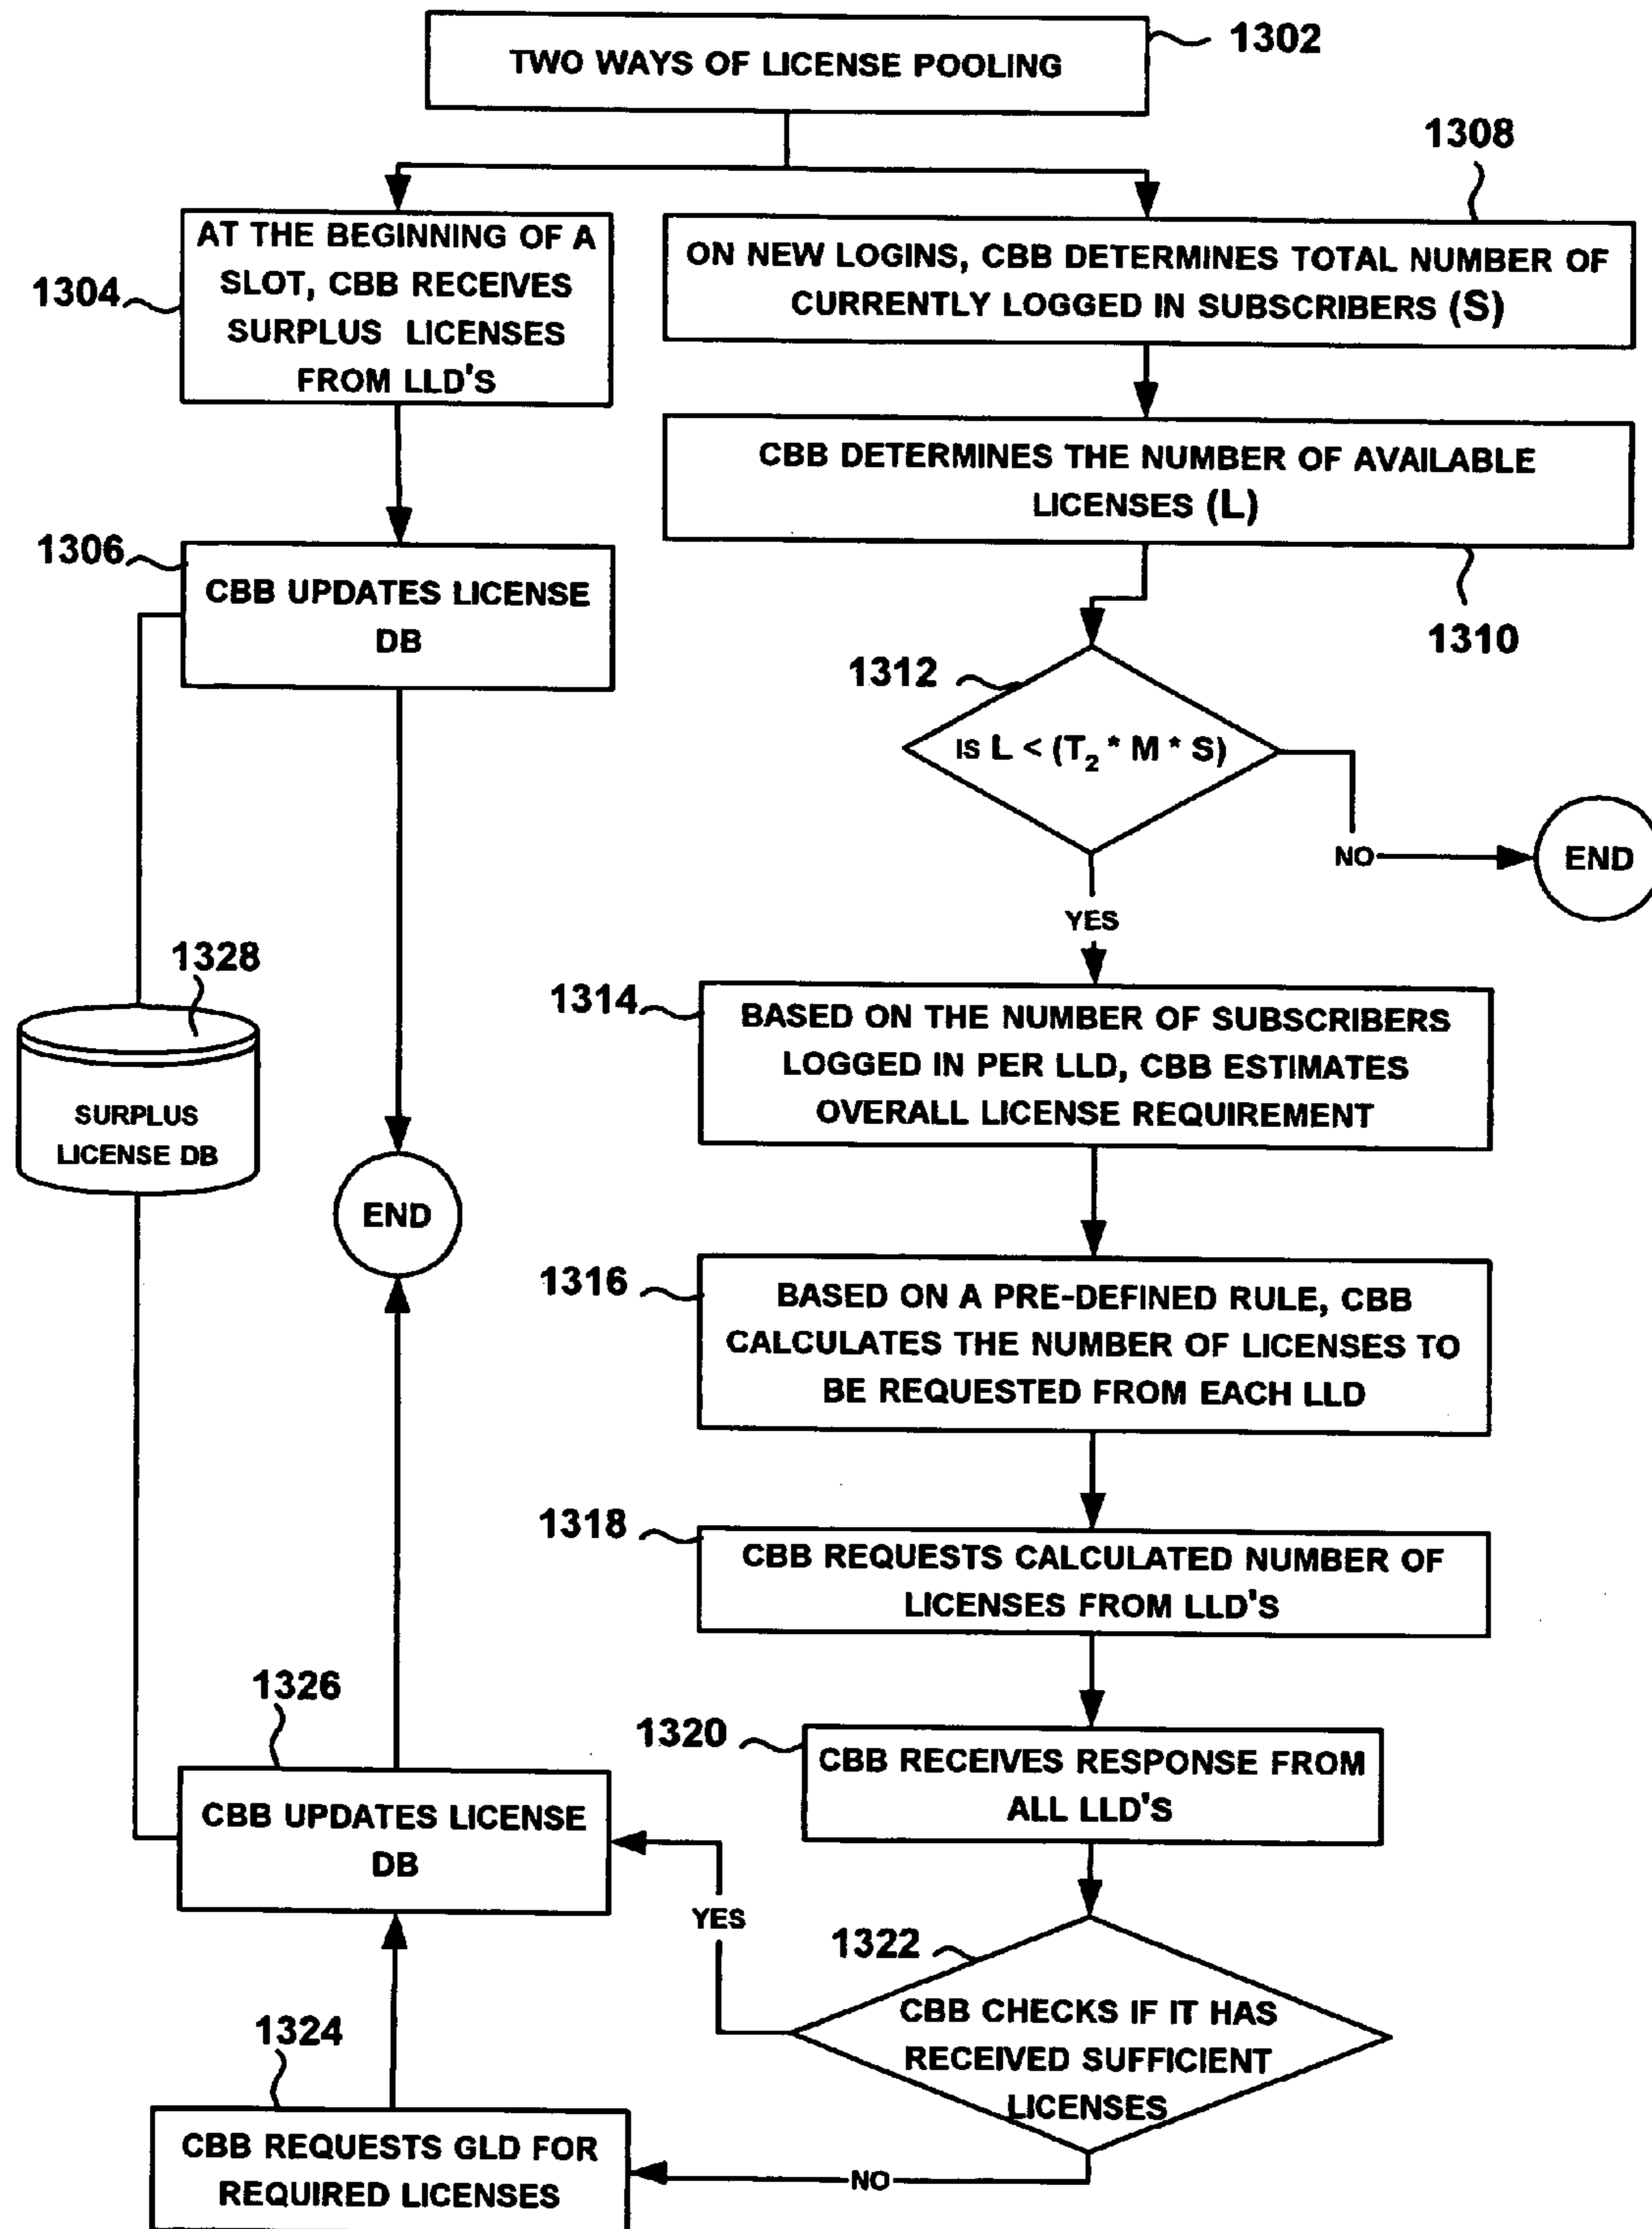 TWO WAYS OF LICENSE POOLING
1302
1308
1304
AT THE BEGINNING OF A
SLOT, CBB RECEIVES
SURPLUS LICENSES
FROM LLD'S
ON NEW LOGINS, CBB DETERMINES TOTAL NUMBER OF
CURRENTLY LOGGED IN SUBSCRIBERS (S)
CBB DETERMINES THE NUMBER OF AVAILABLE
LICENSES (L)
1310
1306
CBB UPDATES LICENSE
DB
1312
IS L < (T₂ * M * S)
NO
END
YES
1328
SURPLUS
LICENSE DB
END
1314
BASED ON THE NUMBER OF SUBSCRIBERS
LOGGED IN PER LLD, CBB ESTIMATES
OVERALL LICENSE REQUIREMENT
1316
BASED ON A PRE-DEFINED RULE, CBB
CALCULATES THE NUMBER OF LICENSES TO
BE REQUESTED FROM EACH LLD
1318
CBB REQUESTS CALCULATED NUMBER OF
LICENSES FROM LLD'S
1320
CBB RECEIVES RESPONSE FROM
ALL LLD'S
1326
CBB UPDATES LICENSE
DB
YES
1322
CBB CHECKS IF IT HAS
RECEIVED SUFFICIENT
LICENSES
NO
1324
CBB REQUESTS GLD FOR
REQUIRED LICENSES